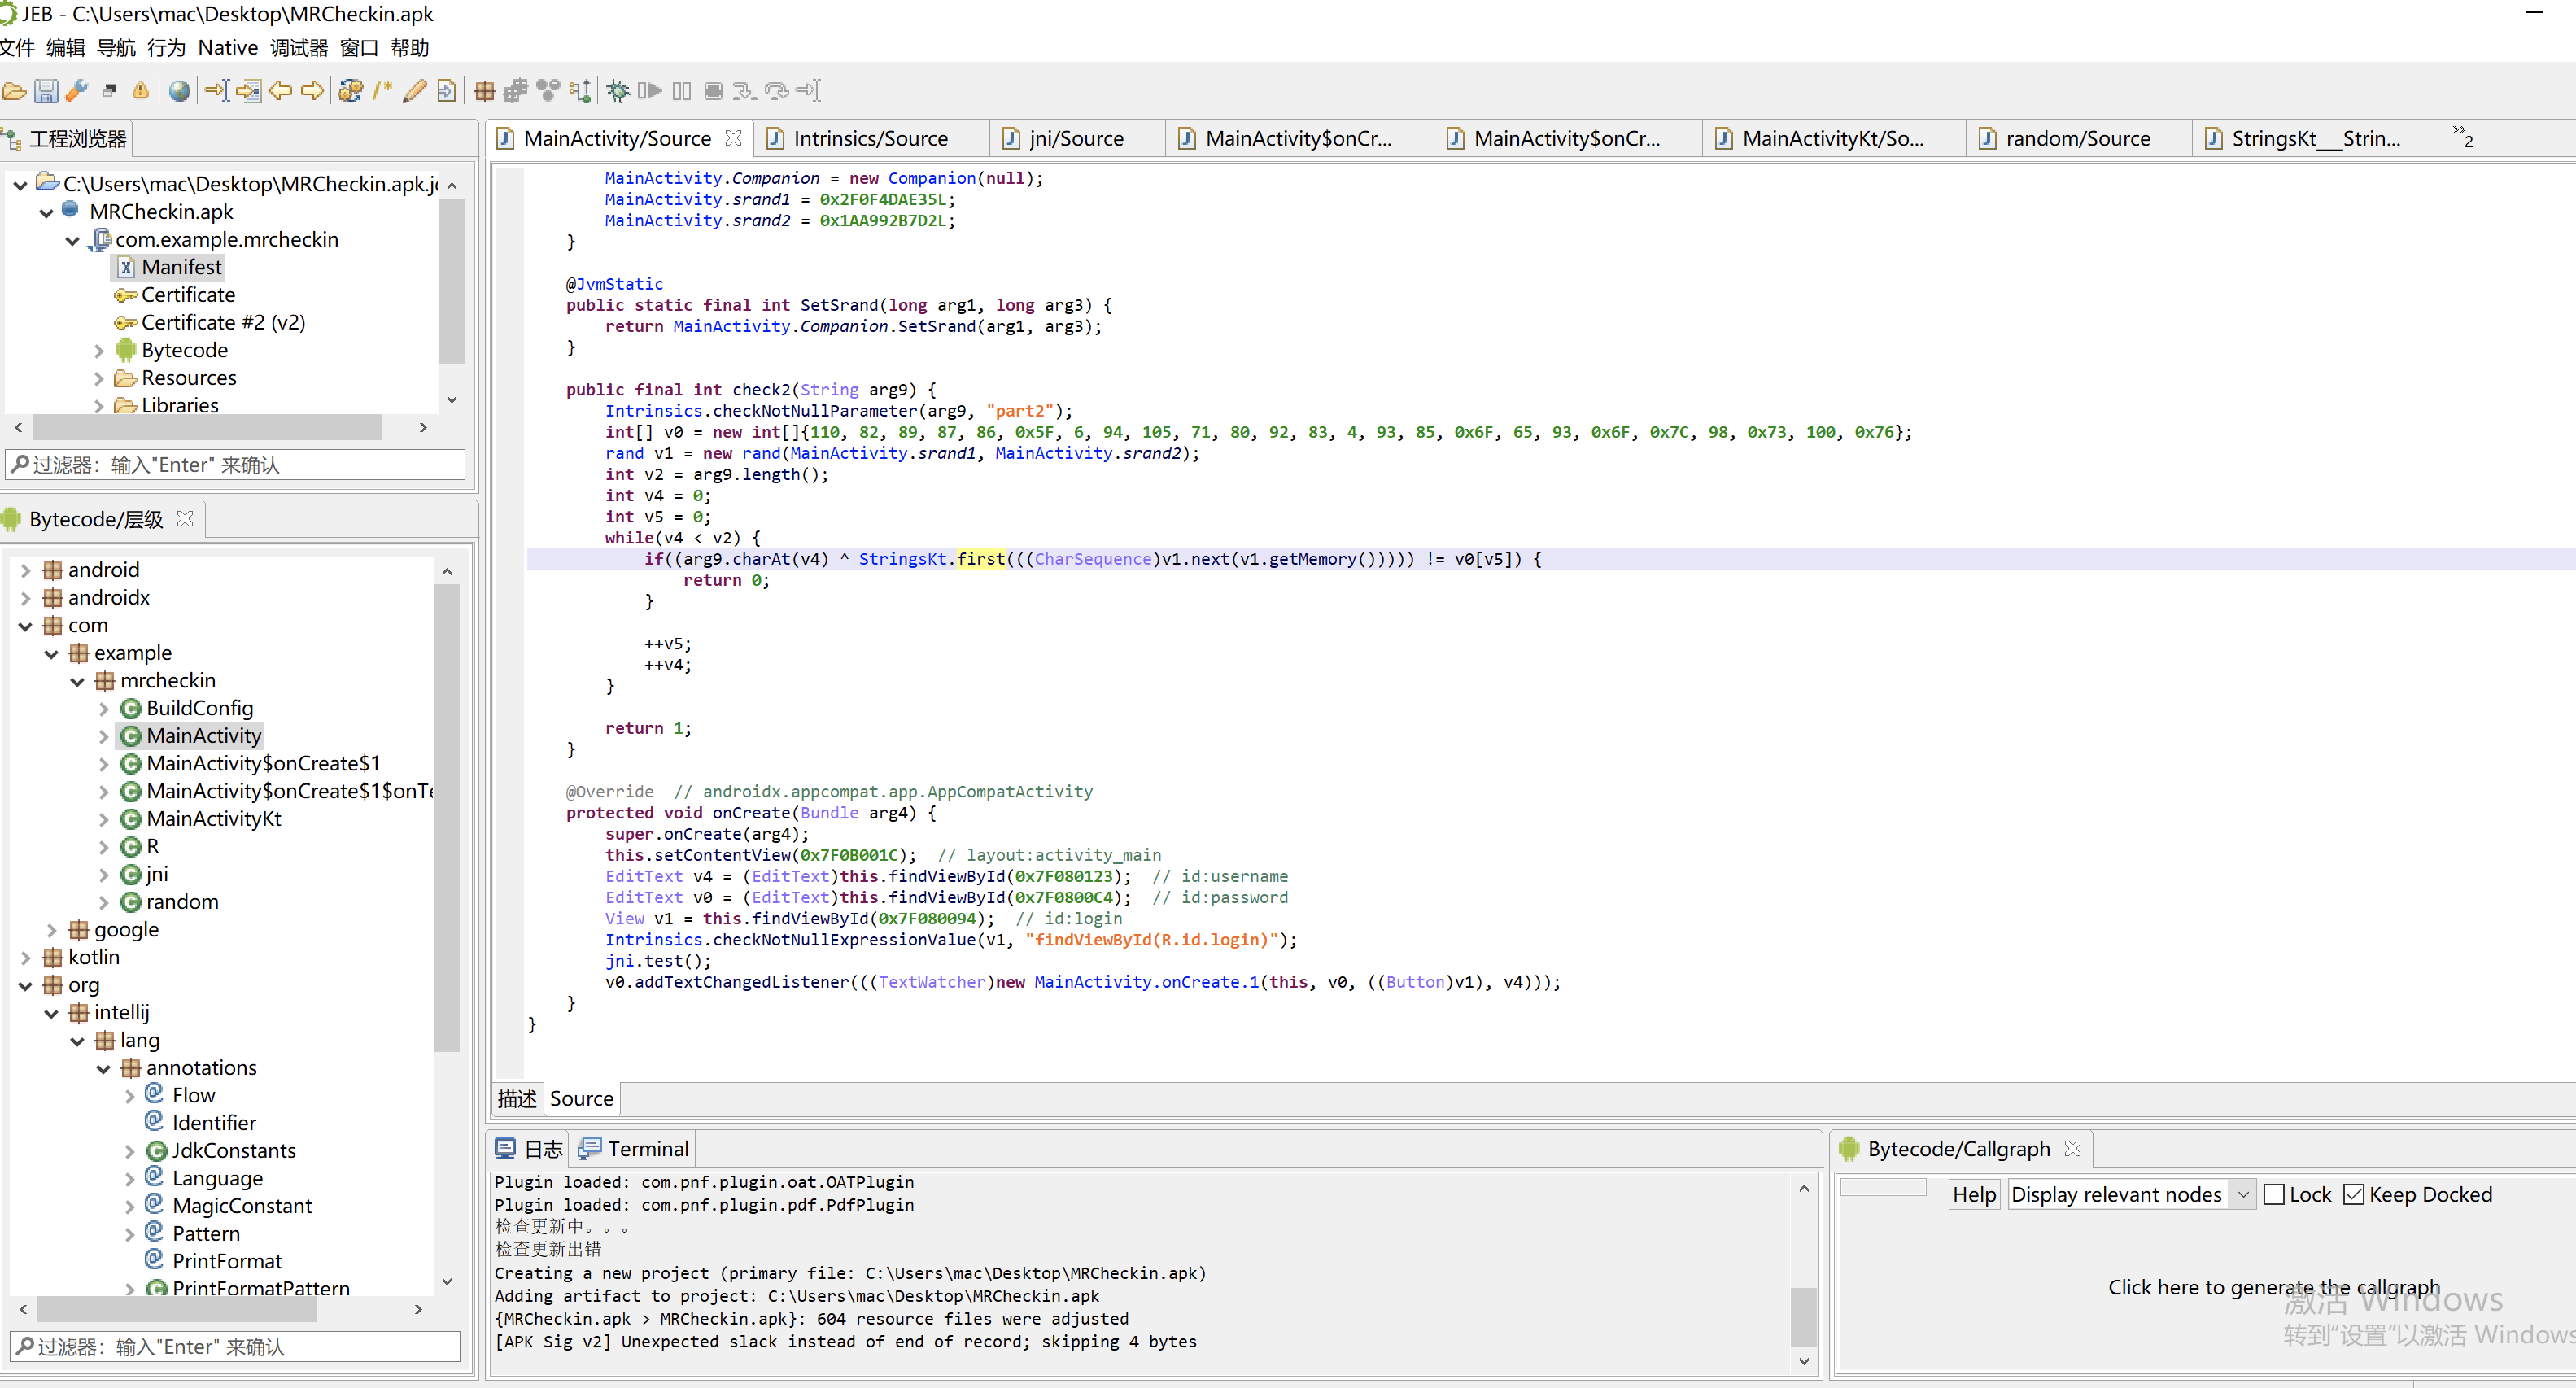 JEB - C:\Users\mac\Desktop\MRCheckin.apk
文件 编辑 导航 行为 Native 调试器 窗口 帮助
工程浏览器
C:\Users\mac\Desktop\MRCheckin.apk.j
MRCheckin.apk
com.example.mrcheckin
Manifest
Certificate
Certificate #2 (v2)
Bytecode
Resources
Libraries
过滤器：输入"Enter" 来确认
Bytecode/层级
android
androidx
com
example
mrcheckin
BuildConfig
MainActivity
MainActivity$onCreate$1
MainActivity$onCreate$1$onTe
MainActivityKt
R
jni
random
google
kotlin
org
intellij
lang
annotations
Flow
Identifier
JdkConstants
Language
MagicConstant
Pattern
PrintFormat
PrintFormatPattern
过滤器：输入"Enter" 来确认
MainActivity/Source
Intrinsics/Source
jni/Source
MainActivity$onCr...
MainActivity$onCr...
MainActivityKt/So...
random/Source
StringsKt___Strin...
»2
MainActivity.Companion = new Companion(null);
MainActivity.srand1 = 0x2F0F4DAE35L;
MainActivity.srand2 = 0x1AA992B7D2L;
}
@JvmStatic
public static final int SetSrand(long arg1, long arg3) {
return MainActivity.Companion.SetSrand(arg1, arg3);
}
public final int check2(String arg9) {
Intrinsics.checkNotNullParameter(arg9, "part2");
int[] v0 = new int[]{110, 82, 89, 87, 86, 0x5F, 6, 94, 105, 71, 80, 92, 83, 4, 93, 85, 0x6F, 65, 93, 0x6F, 0x7C, 98, 0x73, 100, 0x76};
rand v1 = new rand(MainActivity.srand1, MainActivity.srand2);
int v2 = arg9.length();
int v4 = 0;
int v5 = 0;
while(v4 < v2) {
if((arg9.charAt(v4) ^ StringsKt.first(((CharSequence)v1.next(v1.getMemory())))) != v0[v5]) {
return 0;
}
++v5;
++v4;
}
return 1;
}
@Override  // androidx.appcompat.app.AppCompatActivity
protected void onCreate(Bundle arg4) {
super.onCreate(arg4);
this.setContentView(0x7F0B001C);  // layout:activity_main
EditText v4 = (EditText)this.findViewById(0x7F080123);  // id:username
EditText v0 = (EditText)this.findViewById(0x7F0800C4);  // id:password
View v1 = this.findViewById(0x7F080094);  // id:login
Intrinsics.checkNotNullExpressionValue(v1, "findViewById(R.id.login)");
jni.test();
v0.addTextChangedListener(((TextWatcher)new MainActivity.onCreate.1(this, v0, ((Button)v1), v4)));
}
}
描述 Source
日志 Terminal
Plugin loaded: com.pnf.plugin.oat.OATPlugin
Plugin loaded: com.pnf.plugin.pdf.PdfPlugin
检查更新中。。。
检查更新出错
Creating a new project (primary file: C:\Users\mac\Desktop\MRCheckin.apk)
Adding artifact to project: C:\Users\mac\Desktop\MRCheckin.apk
{MRCheckin.apk > MRCheckin.apk}: 604 resource files were adjusted
[APK Sig v2] Unexpected slack instead of end of record; skipping 4 bytes
Bytecode/Callgraph
Help Display relevant nodes Lock Keep Docked
Click here to generate the callgraph
激活 Windows
转到"设置"以激活 Windows